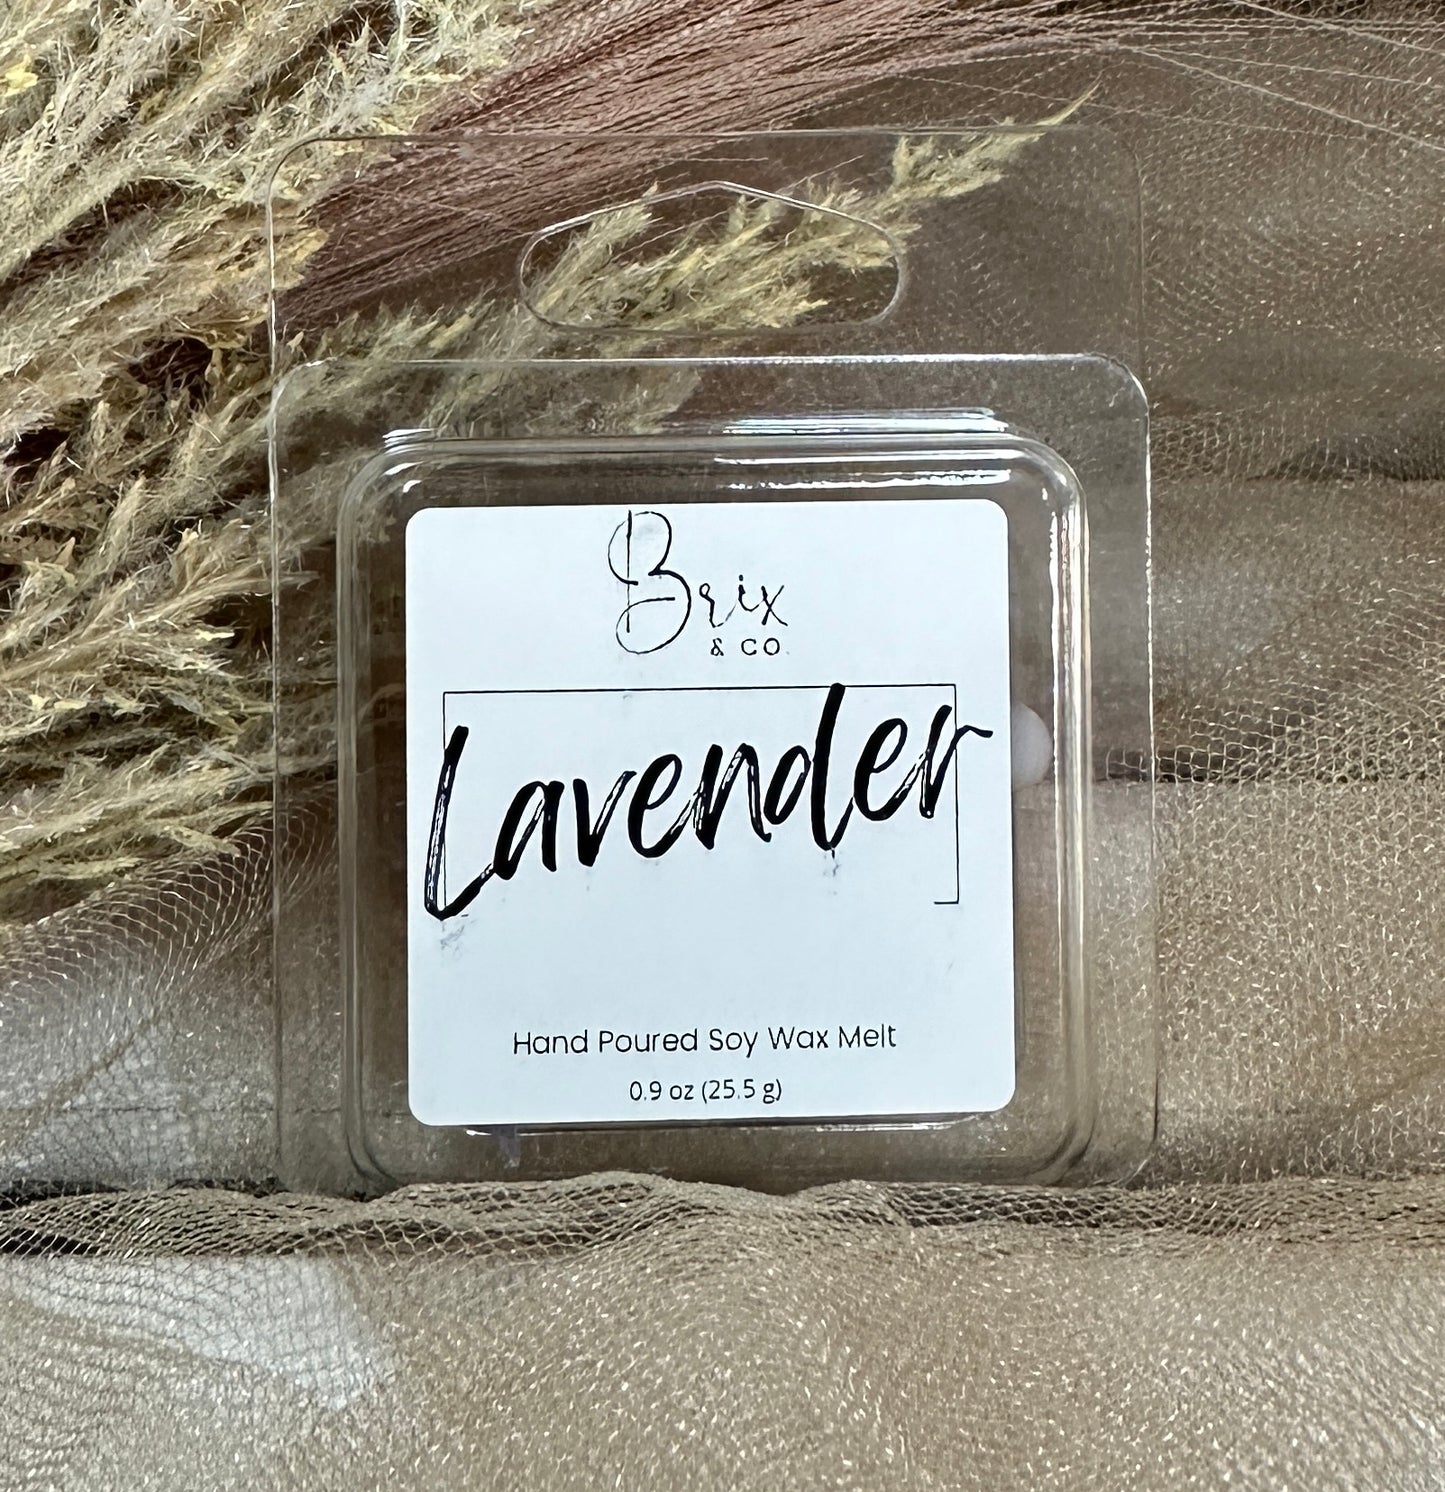 Brix
& CO.
Lavender
Hand Poured Soy Wax Melt
0.9 oz (25.5 g)